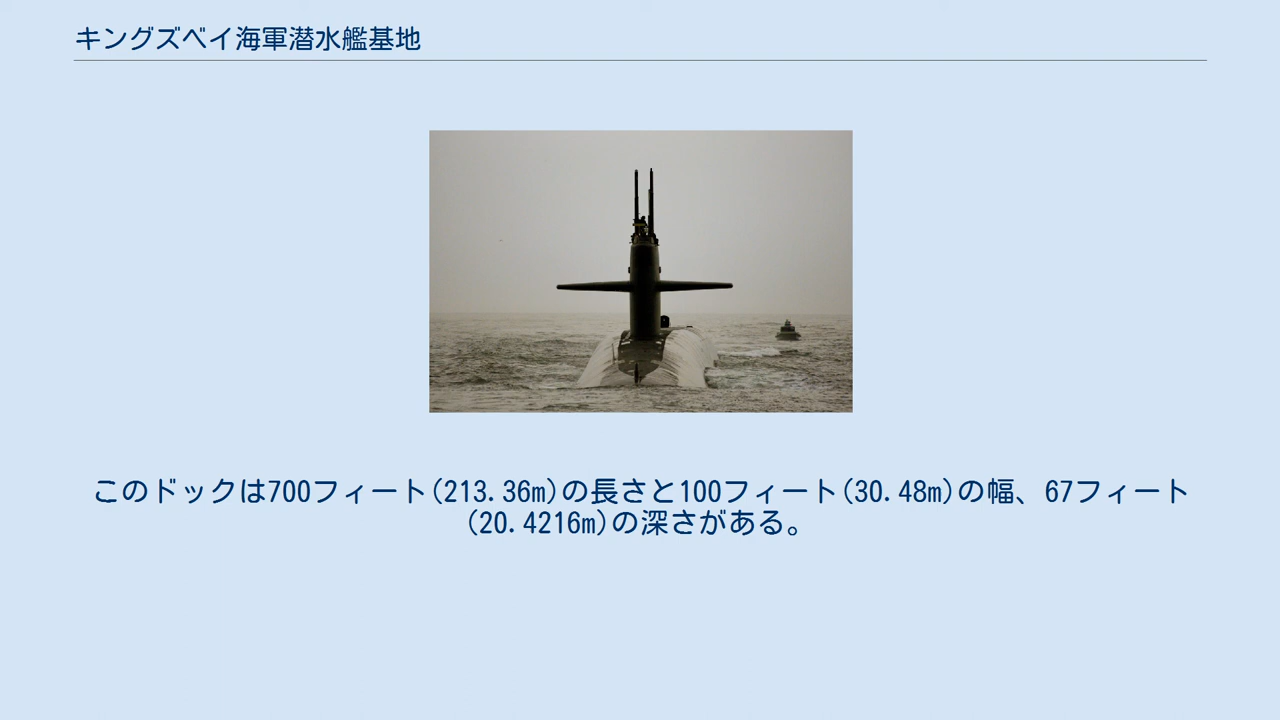 キングズベイ海軍潜水艦基地
このドックは700フィート(213.36m)の長さと100フィート(30.48m)の幅、67フィート
(20.4216m)の深さがある。